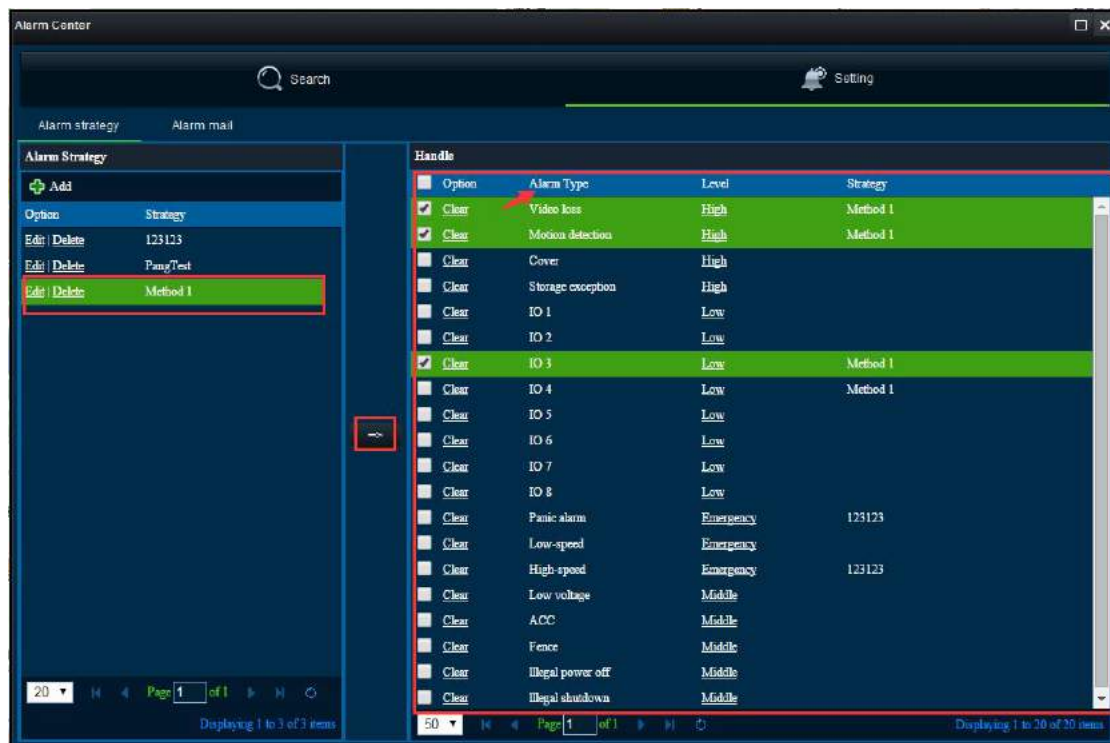 Alarm Center
Search
Setting
Alarm strategy Alarm mail
Alarm Strategy
Add
Option Strategy
Edit | Delete 123123
Edit | Delete PangTest
Edit | Delete Method 1
20 Page 1 of 1
Displaying 1 to 3 of 3 items
Handle
Option Alarm Type Level Strategy
Clear Video loss High Method 1
Clear Motion detection High Method 1
Clear Cover High
Clear Storage exception High
Clear IO 1 Low
Clear IO 2 Low
Clear IO 3 Low Method 1
Clear IO 4 Low Method 1
Clear IO 5 Low
Clear IO 6 Low
Clear IO 7 Low
Clear IO 8 Low
Clear Panic alarm Emergency 123123
Clear Low-speed Emergency
Clear High-speed Emergency 123123
Clear Low voltage Middle
Clear ACC Middle
Clear Fence Middle
Clear Illegal power off Middle
Clear Illegal shutdown Middle
50 Page 1 of 1
Displaying 1 to 20 of 20 items